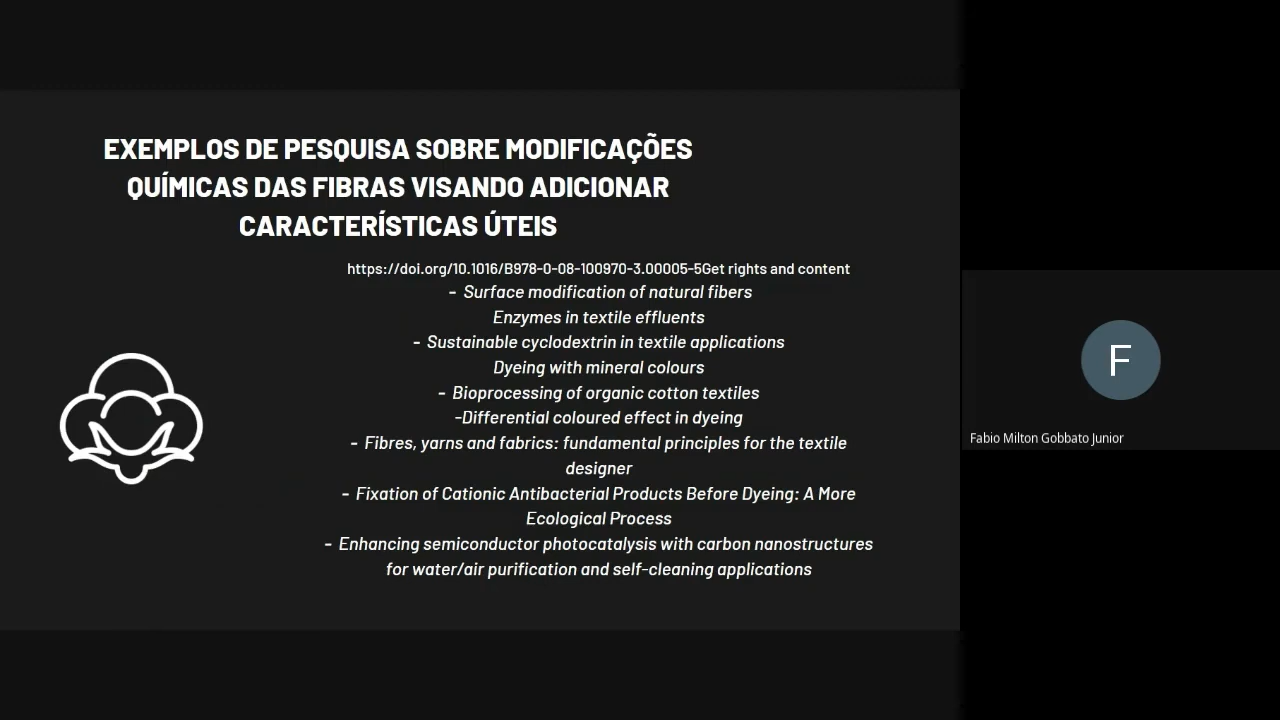 EXEMPLOS DE PESQUISA SOBRE MODIFICAÇÕES
QUÍMICAS DAS FIBRAS VISANDO ADICIONAR
CARACTERÍSTICAS ÚTEIS
https://doi.org/10.1016/B978-0-08-100970-3.00005-5Get rights and content
- Surface modification of natural fibers
Enzymes in textile effluents
- Sustainable cyclodextrin in textile applications
Dyeing with mineral colours
- Bioprocessing of organic cotton textiles
-Differential coloured effect in dyeing
- Fibres, yarns and fabrics: fundamental principles for the textile
designer
- Fixation of Cationic Antibacterial Products Before Dyeing: A More
Ecological Process
- Enhancing semiconductor photocatalysis with carbon nanostructures
for water/air purification and self-cleaning applications
F
Fabio Milton Gobbato Junior